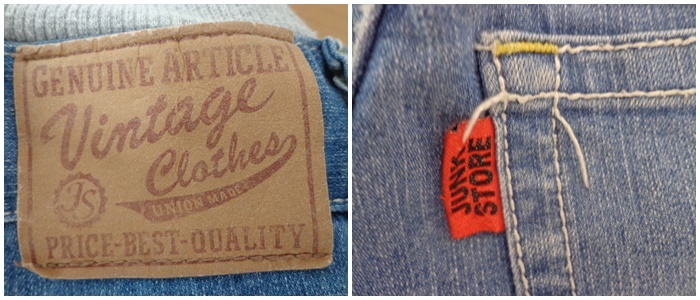 GENUINE ARTICLE
Vintage
Clothes
JS
UNION MADE
PRICE-BEST-QUALITY
JUNK
STORE